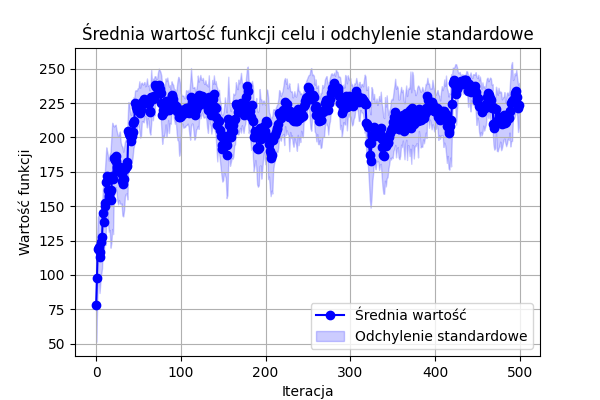 Średnia wartość funkcji celu i odchylenie standardowe
Wartość funkcji
250
225
200
175
150
125
100
75
50
Średnia wartość
Odchylenie standardowe
0 100 200 300 400 500
Iteracja